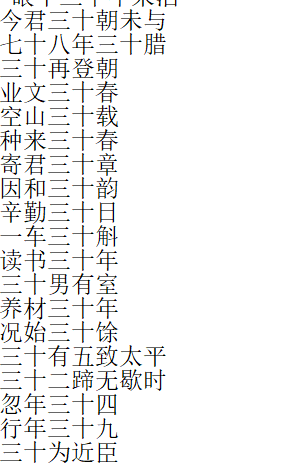 今君三十朝未与
七十八年三十腊
三十再登朝
业文三十春
空山三十载
种来三十春
寄君三十章
因和三十韵
辛勤三十日
一车三十斛
读书三十年
三十男有室
养材三十年
况始三十馀
三十有五致太平
三十二蹄无歇时
忽年三十四
行年三十九
三十为近臣